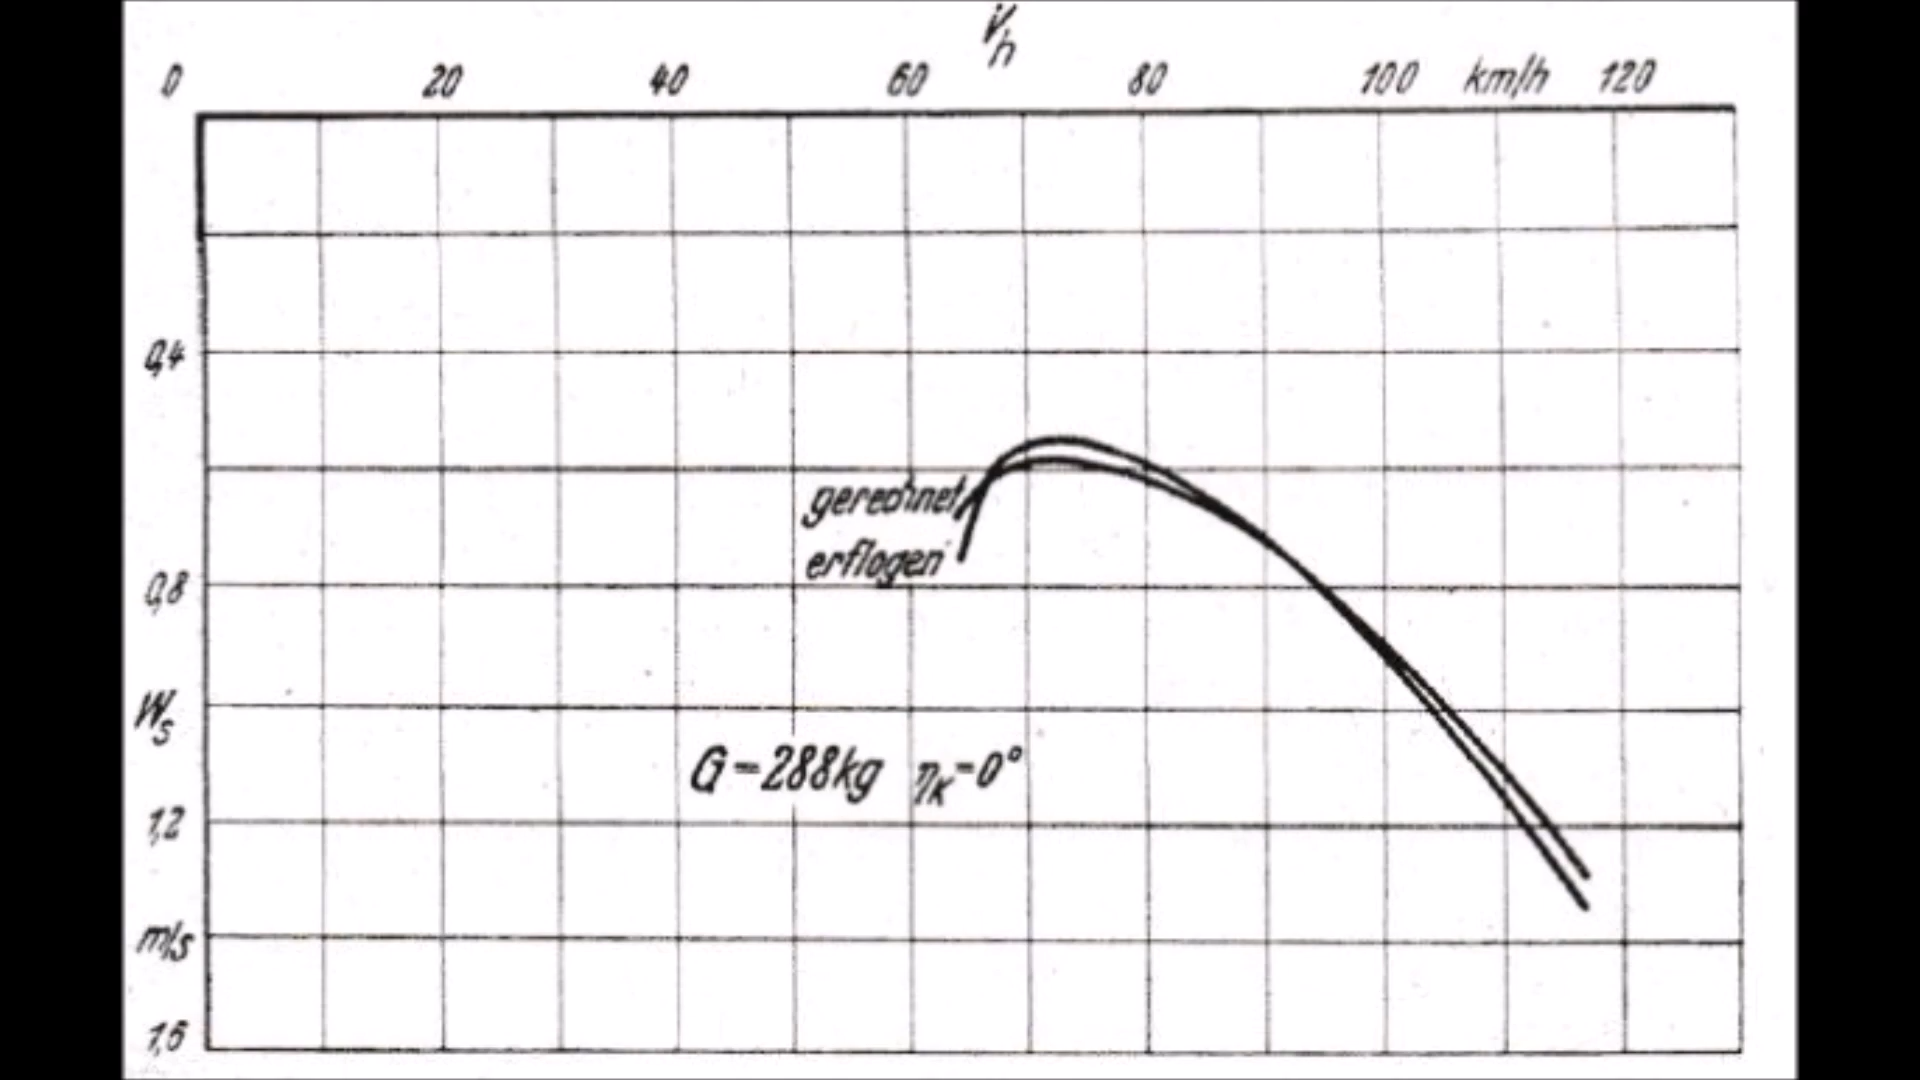 V_h
0 20 40 60 80 100 km/h 120
0,4
gerechnet
erflogen
0,8
W_s
G=288kg η_K=0°
1,2
m/s
1,6